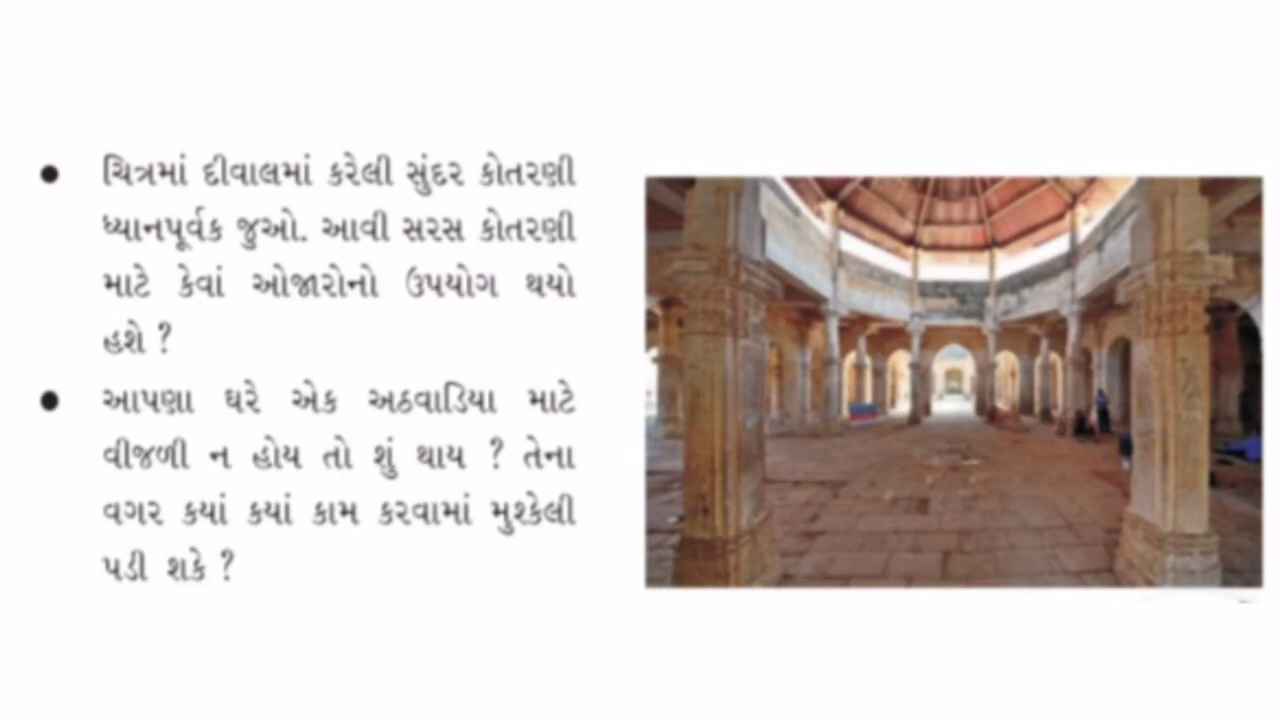 ● ચિત્રમાં દીવાલમાં કરેલી સુંદર કોતરણી
ધ્યાનપૂર્વક જુઓ. આવી સરસ કોતરણી
માટે કેવાં ઓજારોનો ઉપયોગ થયો
હશે ?
● આપણા ઘરે એક અઠવાડિયા માટે
વીજળી ન હોય તો શું થાય ? તેના
વગર કયાં કયાં કામ કરવામાં મુશ્કેલી
પડી શકે ?